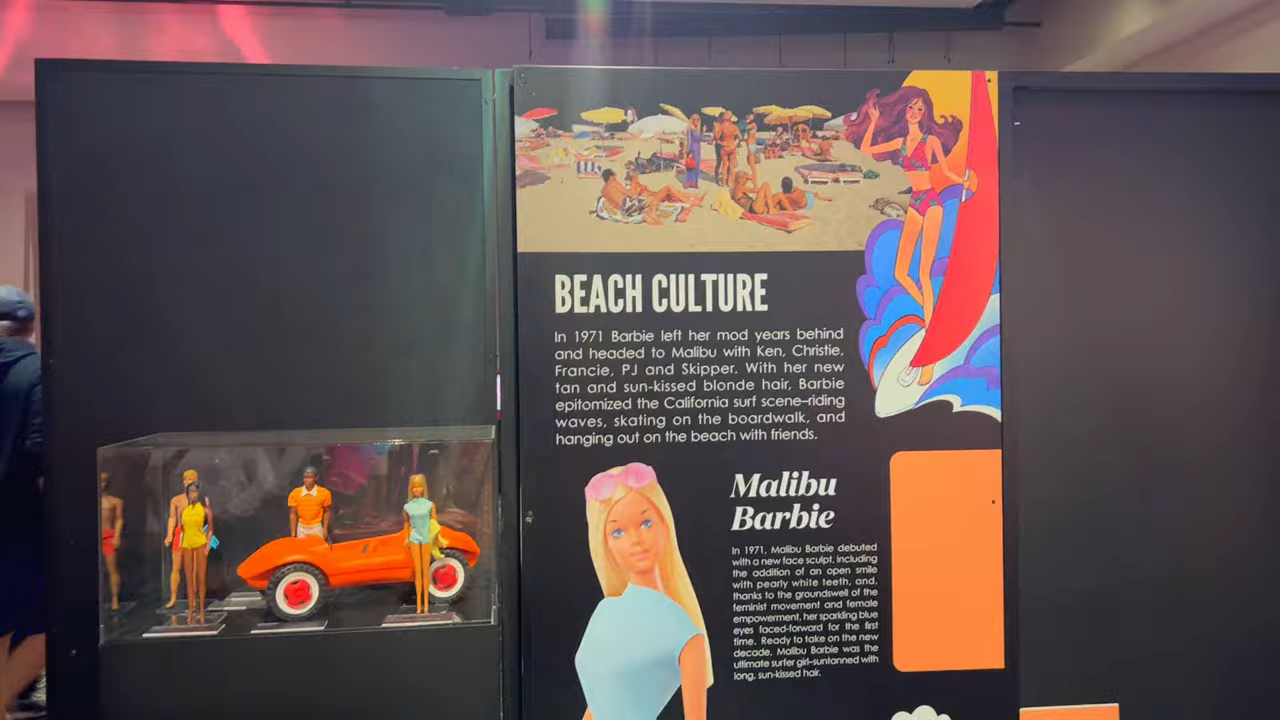 BEACH CULTURE
In 1971 Barbie left her mod years behind
and headed to Malibu with Ken, Christie,
Francie, PJ and Skipper. With her new
tan and sun-kissed blonde hair, Barbie
epitomized the California surf scene–riding
waves, skating on the boardwalk, and
hanging out on the beach with friends.
Malibu
Barbie
In 1971, Malibu Barbie debuted
with a new face sculpt, including
the addition of an open smile
with pearly white teeth, and,
thanks to the groundswell of the
feminist movement and female
empowerment, her sparkling blue
eyes faced-forward for the first
time. Ready to take on the new
decade, Malibu Barbie was the
ultimate surfer girl-suntanned with
long, sun-kissed hair.